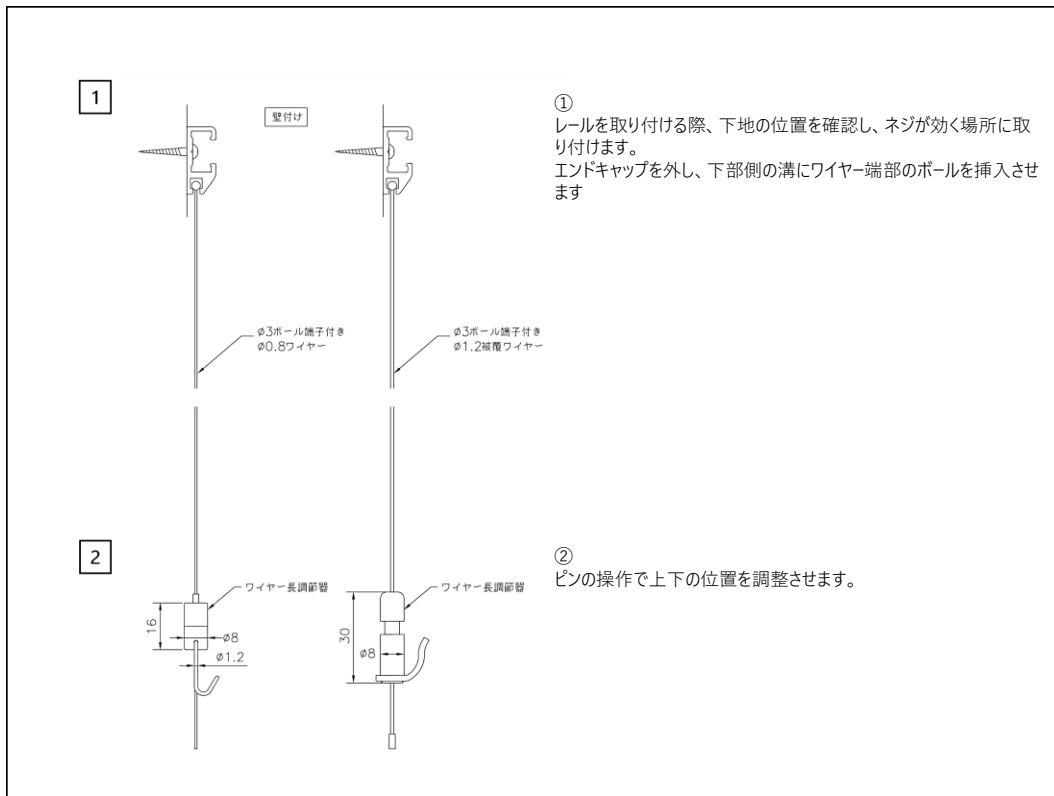 1
壁付け
①
レールを取り付ける際、下地の位置を確認し、ネジが効く場所に取
り付けます。
エンドキャップを外し、下部側の溝にワイヤー端部のボールを挿入させ
ます
ø3ボール端子付き
ø0.8ワイヤー
ø3ボール端子付き
ø1.2被覆ワイヤー
2
②
ピンの操作で上下の位置を調整させます。
ワイヤー長調節器
16
ø8
ø1.2
ワイヤー長調節器
30
ø8